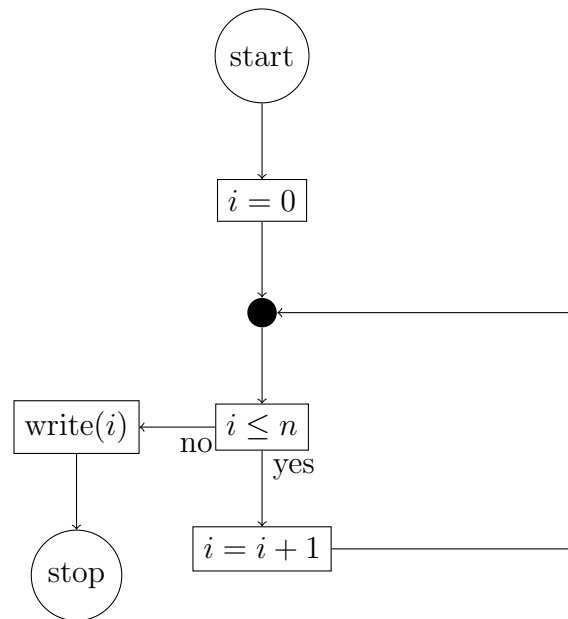 start
i = 0
i ≤ n
write(i)
no
yes
i = i + 1
stop